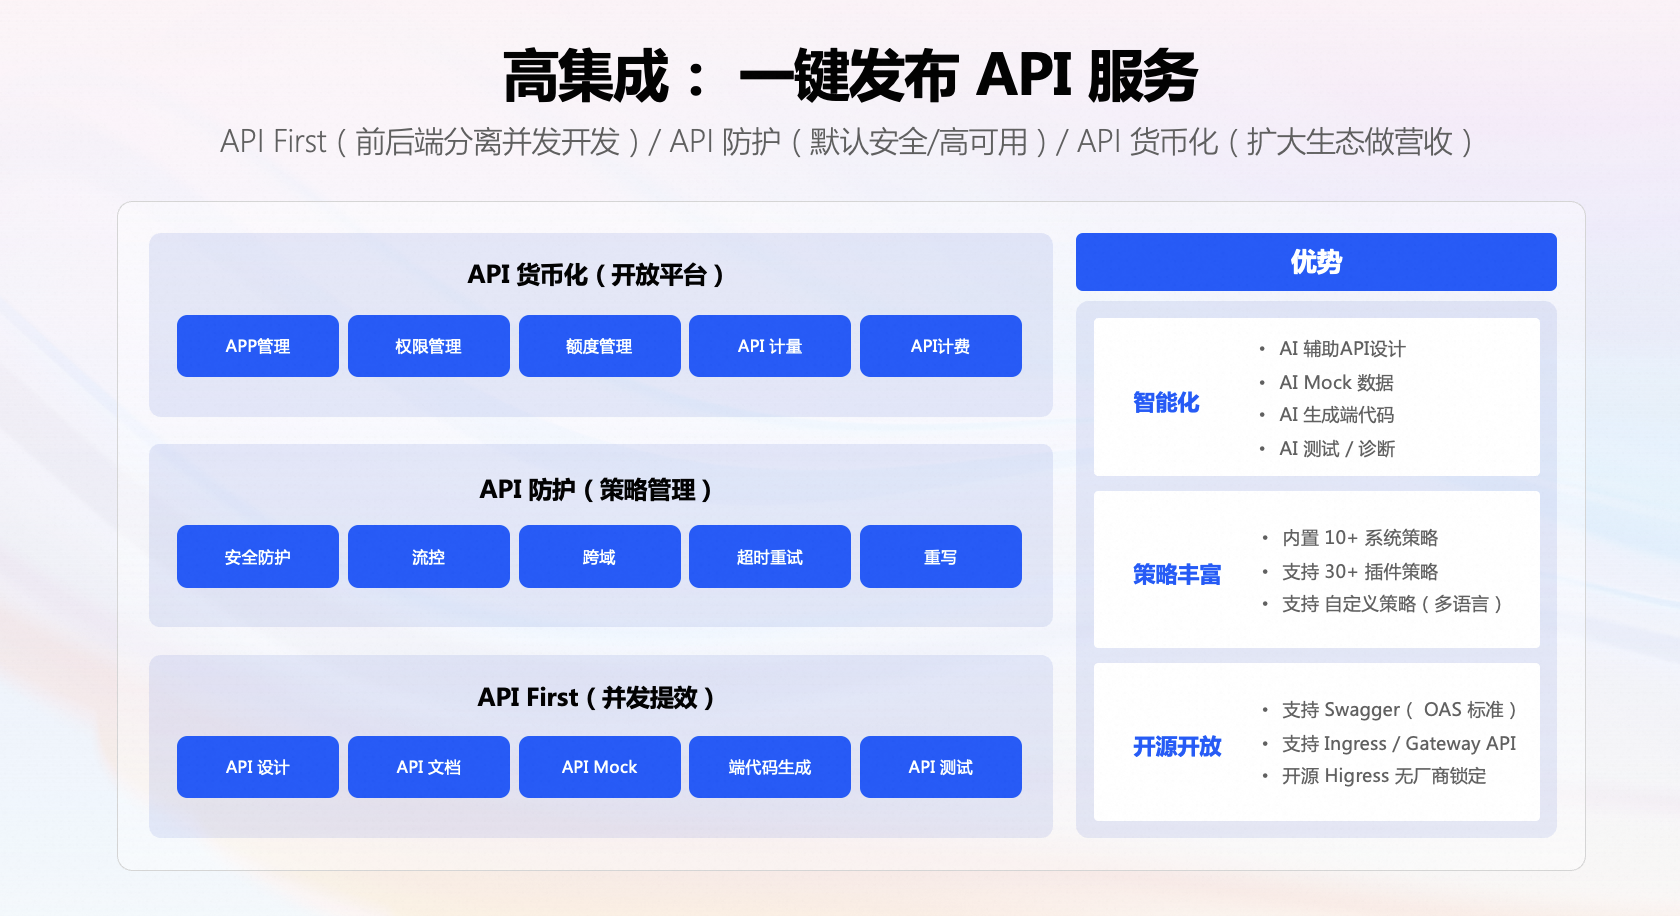 高集成：一键发布 API 服务
API First（前后端分离并发开发）/ API 防护（默认安全/高可用）/ API 货币化（扩大生态做营收）
API 货币化（开放平台）
APP管理
权限管理
额度管理
API 计量
API计费
API 防护（策略管理）
安全防护
流控
跨域
超时重试
重写
API First（并发提效）
API 设计
API 文档
API Mock
端代码生成
API 测试
优势
智能化
• AI 辅助API设计
• AI Mock 数据
• AI 生成端代码
• AI 测试 / 诊断
策略丰富
• 内置 10+ 系统策略
• 支持 30+ 插件策略
• 支持 自定义策略（多语言）
开源开放
• 支持 Swagger（ OAS 标准）
• 支持 Ingress / Gateway API
• 开源 Higress 无厂商锁定